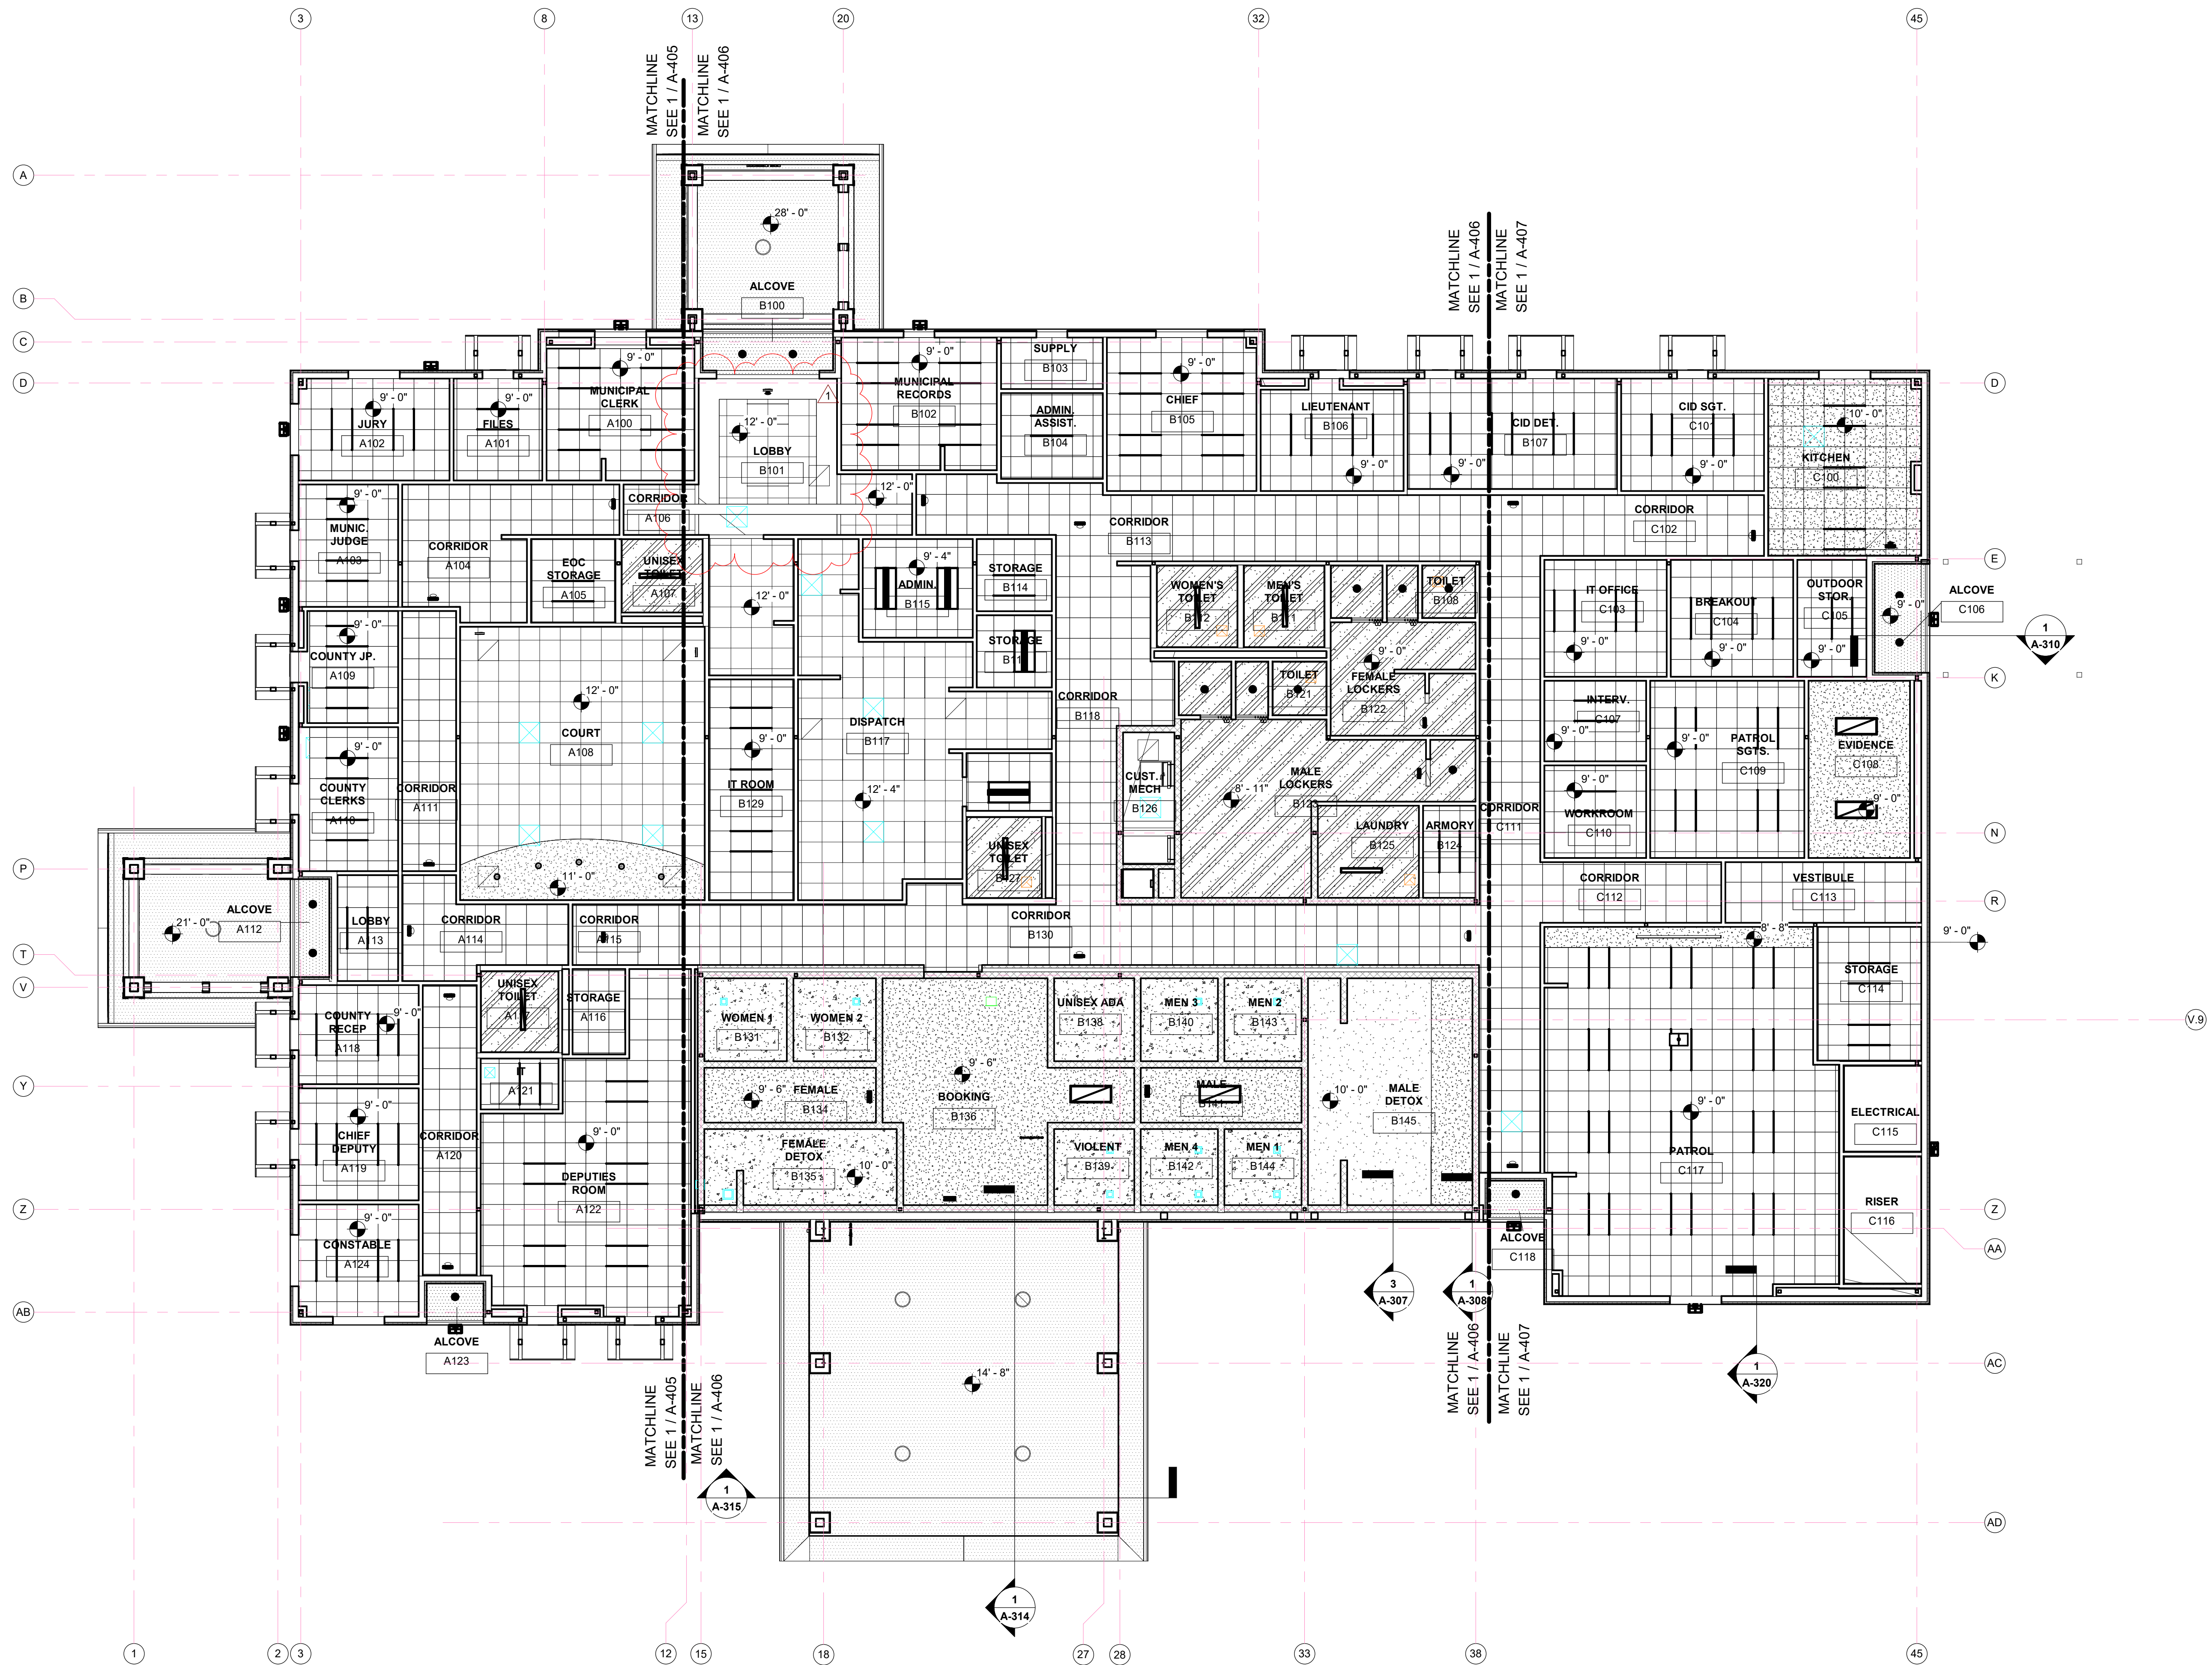 3
8
13
20
32
45
MATCHLINE
SEE 1 / A-405
MATCHLINE
SEE 1 / A-406
A
28' - 0"
ALCOVE
B100
MATCHLINE
SEE 1 / A-406
MATCHLINE
SEE 1 / A-407
B
C
D
D
9' - 0"
MUNICIPAL
CLERK
A100
9' - 0"
JURY
A102
9' - 0"
FILES
A101
12' - 0"
LOBBY
B101
1
9' - 0"
MUNICIPAL
RECORDS
B102
SUPPLY
B103
ADMIN.
ASSIST.
B104
9' - 0"
CHIEF
B105
LIEUTENANT
B106
9' - 0"
CID DET.
B107
9' - 0"
CID SGT.
C101
9' - 0"
10' - 0"
KITCHEN
C100
9' - 0"
MUNIC.
JUDGE
A103
CORRIDOR
A104
CORRIDOR
A106
12' - 0"
CORRIDOR
B113
CORRIDOR
C102
EOC
STORAGE
A105
UNISEX
TOILET
A107
12' - 0"
9' - 4"
ADMIN.
B115
STORAGE
B114
STORAGE
WOMEN'S
TOILET
B112
MEN'S
TOILET
B111
TOILET
B108
E
IT OFFICE
C103
9' - 0"
BREAKOUT
C104
9' - 0"
OUTDOOR
STOR.
C105
9' - 0"
9' - 0"
ALCOVE
C106
1
A-310
9' - 0"
COUNTY JP.
A109
12' - 0"
COURT
A108
11' - 0"
DISPATCH
B117
12' - 4"
CORRIDOR
B118
TOILET
B121
9' - 0"
FEMALE
LOCKERS
B122
K
INTERV.
C107
9' - 0"
9' - 0"
PATROL
SGTS.
C109
EVIDENCE
C108
9' - 0"
9' - 0"
COUNTY
CLERKS
A110
CORRIDOR
A111
9' - 0"
IT ROOM
B129
CUST. /
MECH
B126
8' - 11"
MALE
LOCKERS
B123
LAUNDRY
B125
ARMORY
B124
CORRIDOR
C111
9' - 0"
WORKROOM
C110
N
UNISEX
TOILET
B127
P
21' - 0"
ALCOVE
A112
LOBBY
A113
CORRIDOR
A114
CORRIDOR
A115
CORRIDOR
B130
CORRIDOR
C112
VESTIBULE
C113
R
T
V
8' - 8"
9' - 0"
STORAGE
C114
COUNTY
RECEP
A118
9' - 0"
UNISEX
TOILET
A117
STORAGE
A116
WOMEN 1
B131
WOMEN 2
B132
UNISEX ADA
B138
MEN 3
B140
MEN 2
B143
V.9
Y
IT
A121
9' - 6"
FEMALE
B134
9' - 6"
BOOKING
B136
MALE
B141
10' - 0"
MALE
DETOX
B145
9' - 0"
PATROL
C117
ELECTRICAL
C115
9' - 0"
CHIEF
DEPUTY
A119
CORRIDOR
A120
9' - 0"
DEPUTIES
ROOM
A122
FEMALE
DETOX
B135
10' - 0"
VIOLENT
B139
MEN 4
B142
MEN 1
B144
RISER
C116
Z
Z
9' - 0"
CONSTABLE
A124
ALCOVE
C118
AA
AB
ALCOVE
A123
3
A-307
1
A-308
MATCHLINE
SEE 1 / A-406
MATCHLINE
SEE 1 / A-407
14' - 8"
AC
1
A-320
MATCHLINE
SEE 1 / A-405
MATCHLINE
SEE 1 / A-406
1
A-315
AD
1
A-314
1
2
3
12
15
18
27
28
33
38
45